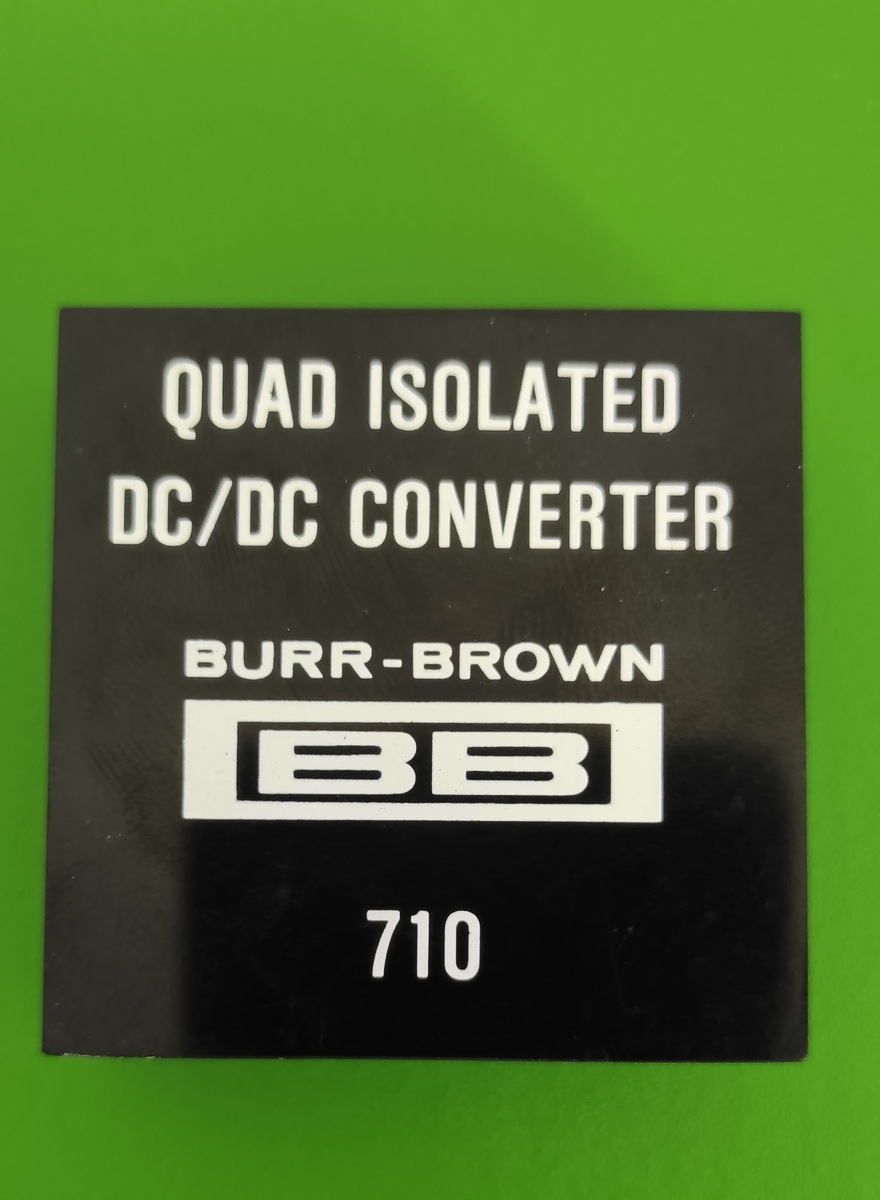 QUAD ISOLATED
DC/DC CONVERTER
BURR-BROWN
BB
710